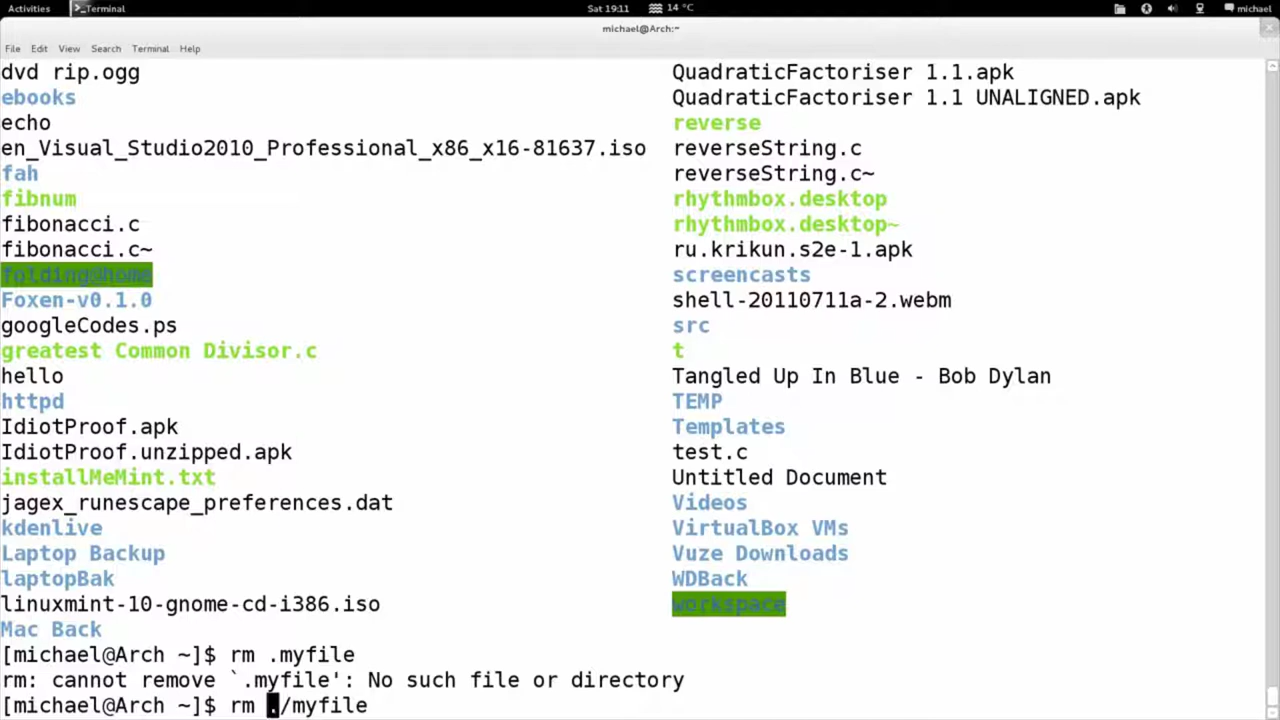 Activities Terminal Sat 19:11 14 °C michael
michael@Arch:~
File Edit View Search Terminal Help
dvd rip.ogg QuadraticFactoriser 1.1.apk
ebooks QuadraticFactoriser 1.1 UNALIGNED.apk
echo reverse
en_Visual_Studio2010_Professional_x86_x16-81637.iso reverseString.c
fah reverseString.c~
fibnum rhythmbox.desktop
fibonacci.c rhythmbox.desktop~
fibonacci.c~ ru.krikun.s2e-1.apk
folding@home screencasts
Foxen-v0.1.0 shell-20110711a-2.webm
googleCodes.ps src
greatest Common Divisor.c t
hello Tangled Up In Blue - Bob Dylan
httpd TEMP
IdiotProof.apk Templates
IdiotProof.unzipped.apk test.c
installMeMint.txt Untitled Document
jagex_runescape_preferences.dat Videos
kdenlive VirtualBox VMs
Laptop Backup Vuze Downloads
laptopBak WDBack
linuxmint-10-gnome-cd-i386.iso workspace
Mac Back
[michael@Arch ~]$ rm .myfile
rm: cannot remove `.myfile': No such file or directory
[michael@Arch ~]$ rm ./myfile